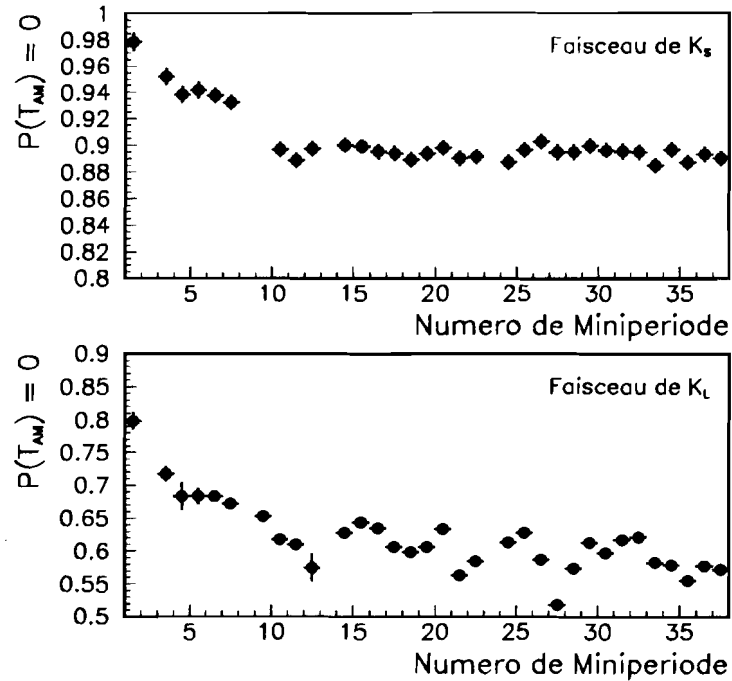 P(T_AM) = 0
1
0.98
0.96
0.94
0.92
0.9
0.88
0.86
0.84
0.82
0.8
Faisceau de K_s
5 10 15 20 25 30 35
Numero de Miniperiode
P(T_AM) = 0
0.9
0.85
0.8
0.75
0.7
0.65
0.6
0.55
0.5
Faisceau de K_L
5 10 15 20 25 30 35
Numero de Miniperiode